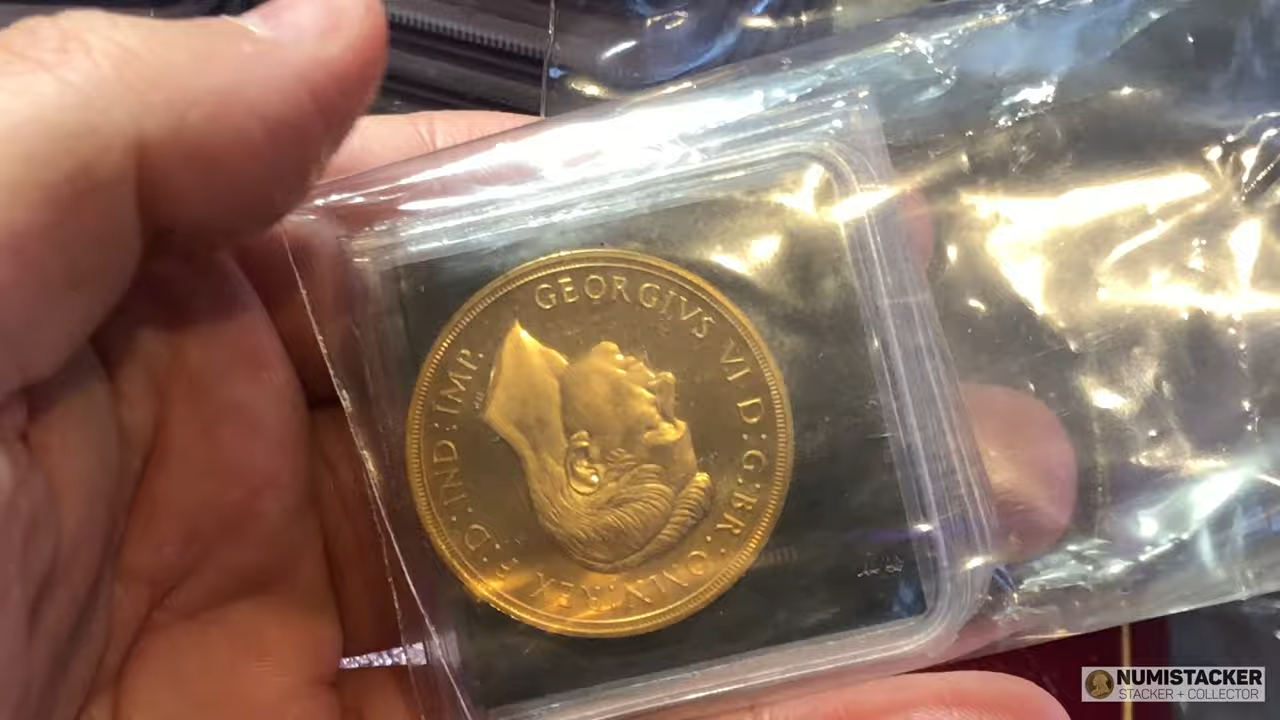 GEORGIVS VI D:G:BR:OMN:REX F:D:IND:IMP.
NUMISTACKER
STACKER + COLLECTOR